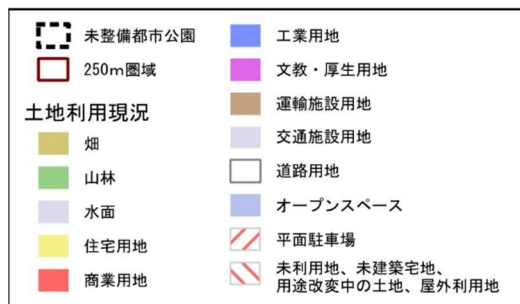 未整備都市公園
250m圏域
土地利用現況
畑
山林
水面
住宅用地
商業用地
工業用地
文教・厚生用地
運輸施設用地
交通施設用地
道路用地
オープンスペース
平面駐車場
未利用地、未建築宅地、
用途改変中の土地、屋外利用地